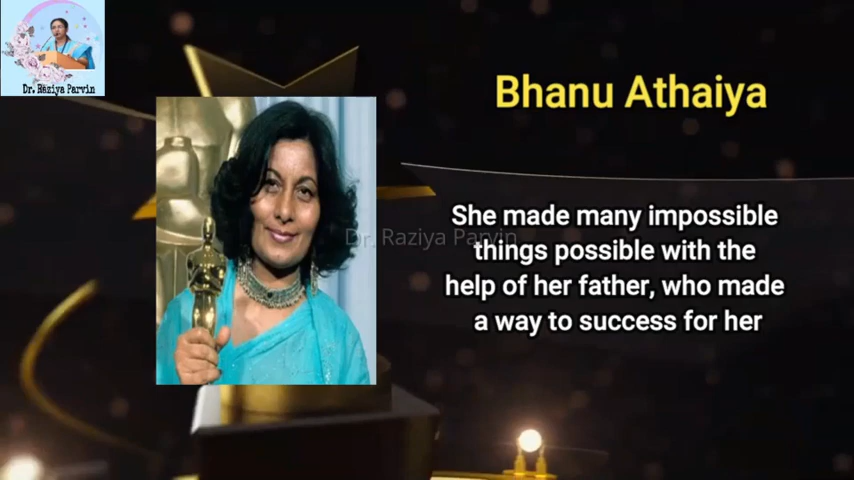 Dr. Raziya Parvin
Bhanu Athaiya
She made many impossible
things possible with the
help of her father, who made
a way to success for her
Dr. Raziya Parvin